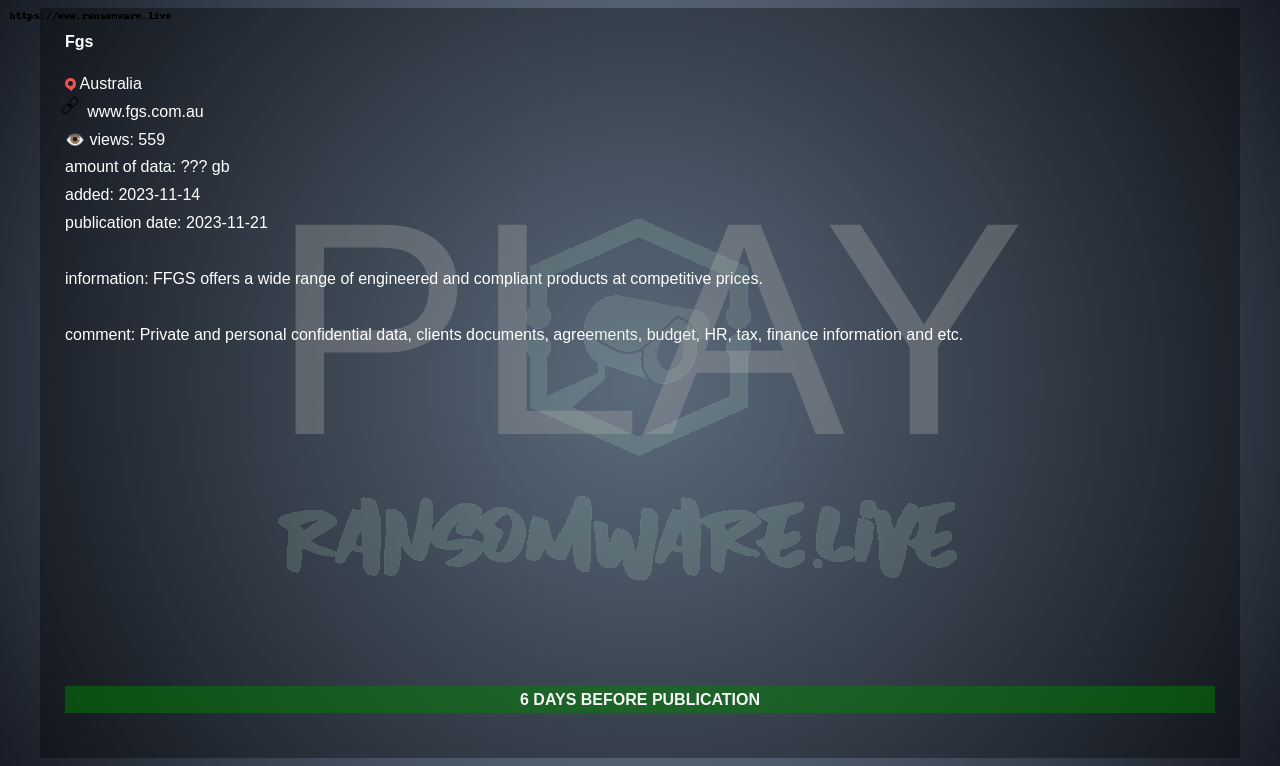 https://www.ransomware.live
Fgs
Australia
www.fgs.com.au
views: 559
amount of data: ??? gb
added: 2023-11-14
publication date: 2023-11-21
information: FFGS offers a wide range of engineered and compliant products at competitive prices.
comment: Private and personal confidential data, clients documents, agreements, budget, HR, tax, finance information and etc.
PLAY
RANSOMWARE.LIVE
6 DAYS BEFORE PUBLICATION